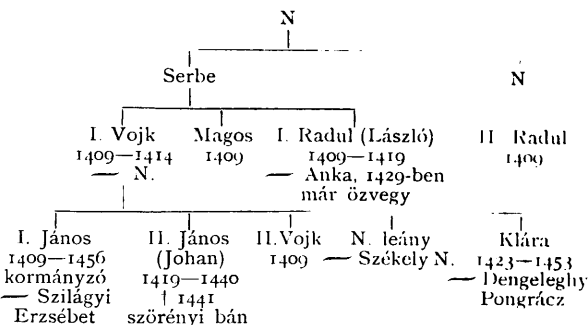 N
Serbe N
I. Vojk Magos I. Radul (László) II Radul
1409—1414 1409 1409—1419 1409
— N. — Anka, 1429-ben
már özvegy
I. János II. János II.Vojk N. leány Klára
1409—1456 (Johan) 1409 — Székely N. 1423—1453
kormányzó 1419—1440 — Dengeleghy
— Szilágyi † 1441 Pongrácz
Erzsébet szörényi bán